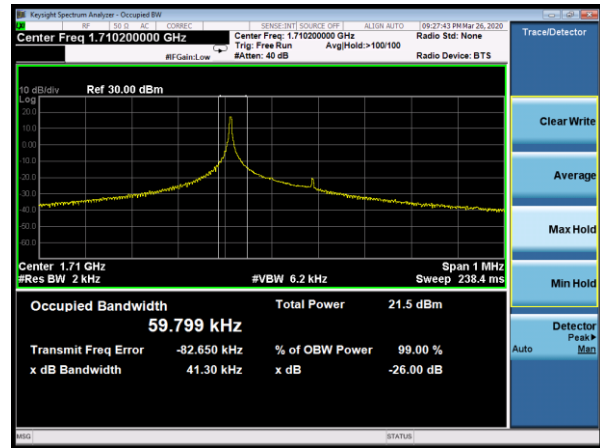 Keysight Spectrum Analyzer - Occupied BW
RF 50 Ω AC CORREC SENSE:INT SOURCE OFF ALIGN AUTO 09:27:43 PM Mar 26, 2020
Center Freq 1.710200000 GHz
Center Freq: 1.710200000 GHz
Radio Std: None
Trig: Free Run Avg|Hold:>100/100
#IFGain:Low #Atten: 40 dB Radio Device: BTS
Trace/Detector
10 dB/div Ref 30.00 dBm
Log
20.0
10.0
0.00
-10.0
-20.0
-30.0
-40.0
-50.0
-60.0
Center 1.71 GHz Span 1 MHz
#Res BW 2 kHz #VBW 6.2 kHz Sweep 238.4 ms
Occupied Bandwidth Total Power 21.5 dBm
59.799 kHz
Transmit Freq Error -82.650 kHz % of OBW Power 99.00 %
x dB Bandwidth 41.30 kHz x dB -26.00 dB
Clear Write
Average
Max Hold
Min Hold
Detector
Peak▶
Auto Man
MSG STATUS